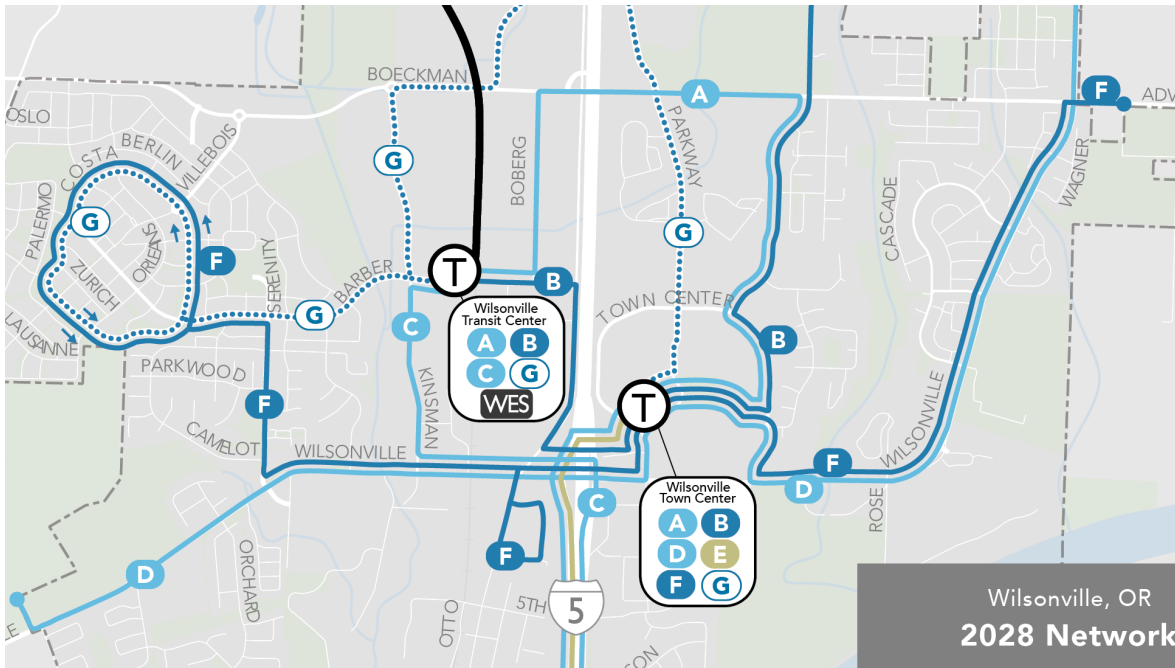 BOECKMAN
A
F
ADV
OSLO
COSTA
BERLIN
VILLEBOIS
G
BOBERG
PARKWAY
WAGNER
PALERMO
G
ORLEANS
F
ZURICH
SERENITY
BARBER
G
G
CASCADE
T
B
TOWN CENTER
LAUSANNE
C
Wilsonville
Transit Center
A B
C G
WES
B
PARKWOOD
F
KINSMAN
T
CAMELOT
WILSONVILLE
WILSONVILLE
F
D
Wilsonville
Town Center
A B
D E
F G
C
ROSE
F
D
ORCHARD
OTTO
5TH
5
E
SON
Wilsonville, OR
2028 Network